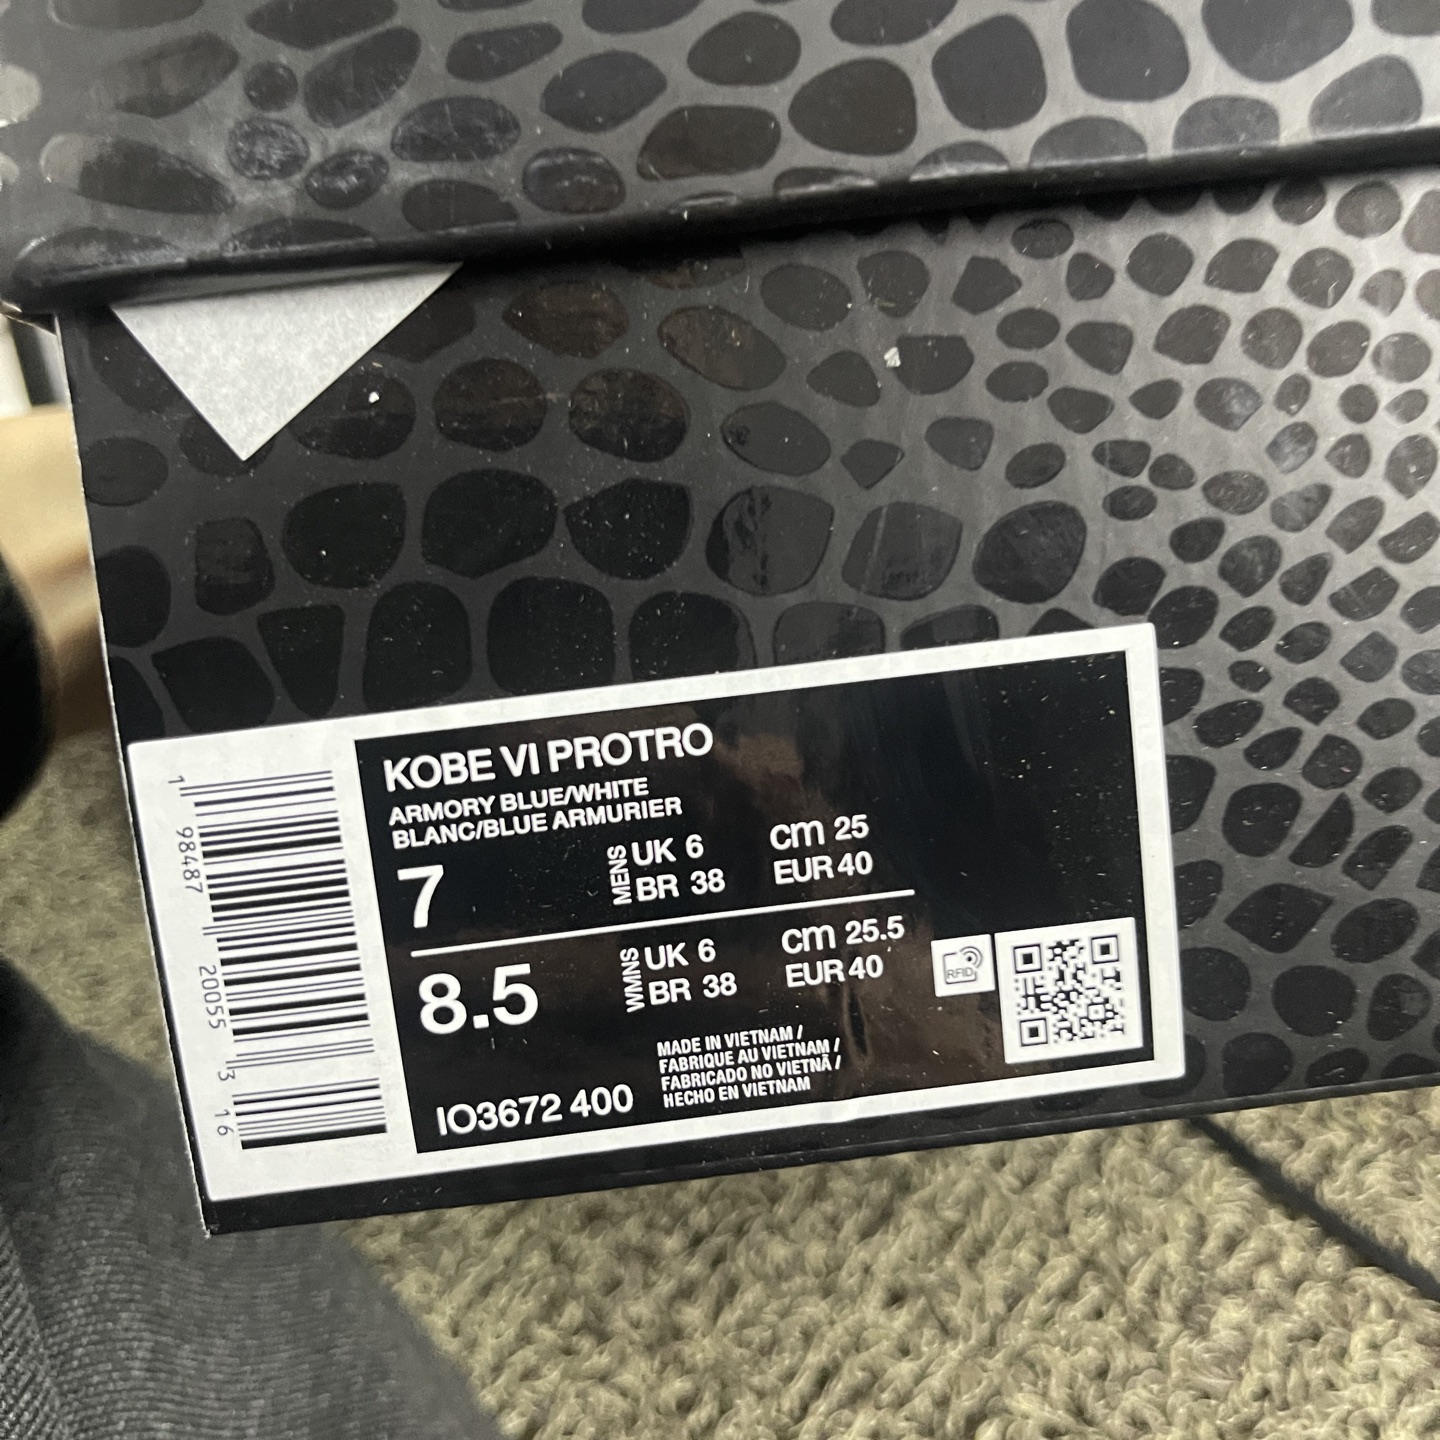 KOBE VI PROTRO
ARMORY BLUE/WHITE
BLANC/BLUE ARMURIER
7 MENS UK 6 cm 25
BR 38 EUR 40
8.5 WMNS UK 6 cm 25.5
BR 38 EUR 40
RFID
MADE IN VIETNAM /
FABRIQUE AU VIETNAM /
FABRICADO NO VIETNÃ /
HECHO EN VIETNAM
IO3672 400
1 98487 20055 3 16